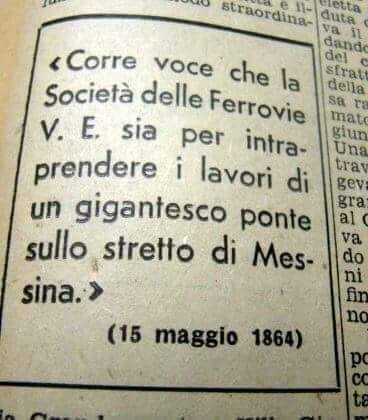 «Corre voce che la
Società delle Ferrovie
V. E. sia per intra-
prendere i lavori di
un gigantesco ponte
sullo stretto di Mes-
sina.»
(15 maggio 1864)
straordina-